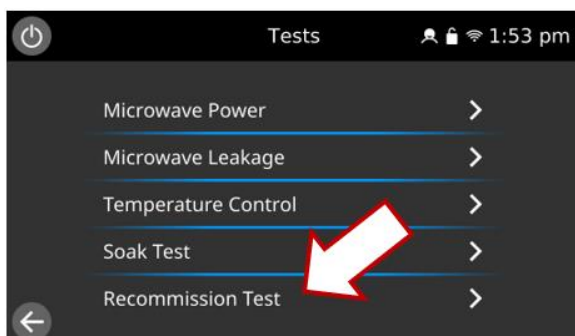 Tests 1:53 pm
Microwave Power
Microwave Leakage
Temperature Control
Soak Test
Recommission Test